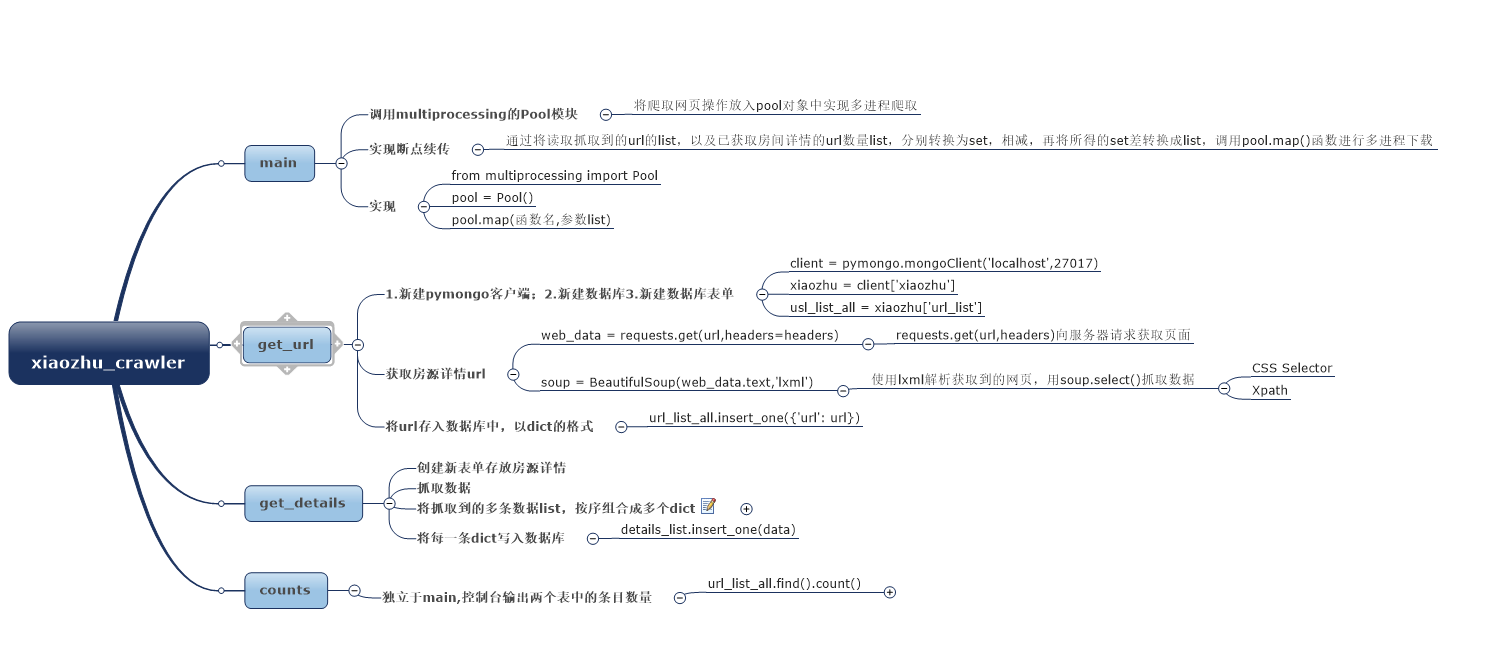 xiaozhu_crawler
main
调用multiprocessing的Pool模块
将爬取网页操作放入pool对象中实现多进程爬取
实现断点续传
通过将读取抓取到的url的list，以及已获取房间详情的url数量list，分别转换为set，相减，再将所得的set差转换成list，调用pool.map()函数进行多进程下载
实现
from multiprocessing import Pool
pool = Pool()
pool.map(函数名,参数list)
get_url
1.新建pymongo客户端；2.新建数据库3.新建数据库表单
client = pymongo.mongoClient('localhost',27017)
xiaozhu = client['xiaozhu']
usl_list_all = xiaozhu['url_list']
获取房源详情url
web_data = requests.get(url,headers=headers)
requests.get(url,headers)向服务器请求获取页面
soup = BeautifulSoup(web_data.text,'lxml')
使用lxml解析获取到的网页，用soup.select()抓取数据
CSS Selector
Xpath
将url存入数据库中，以dict的格式
url_list_all.insert_one({'url': url})
get_details
创建新表单存放房源详情
抓取数据
将抓取到的多条数据list，按序组合成多个dict
将每一条dict写入数据库
details_list.insert_one(data)
counts
独立于main,控制台输出两个表中的条目数量
url_list_all.find().count()